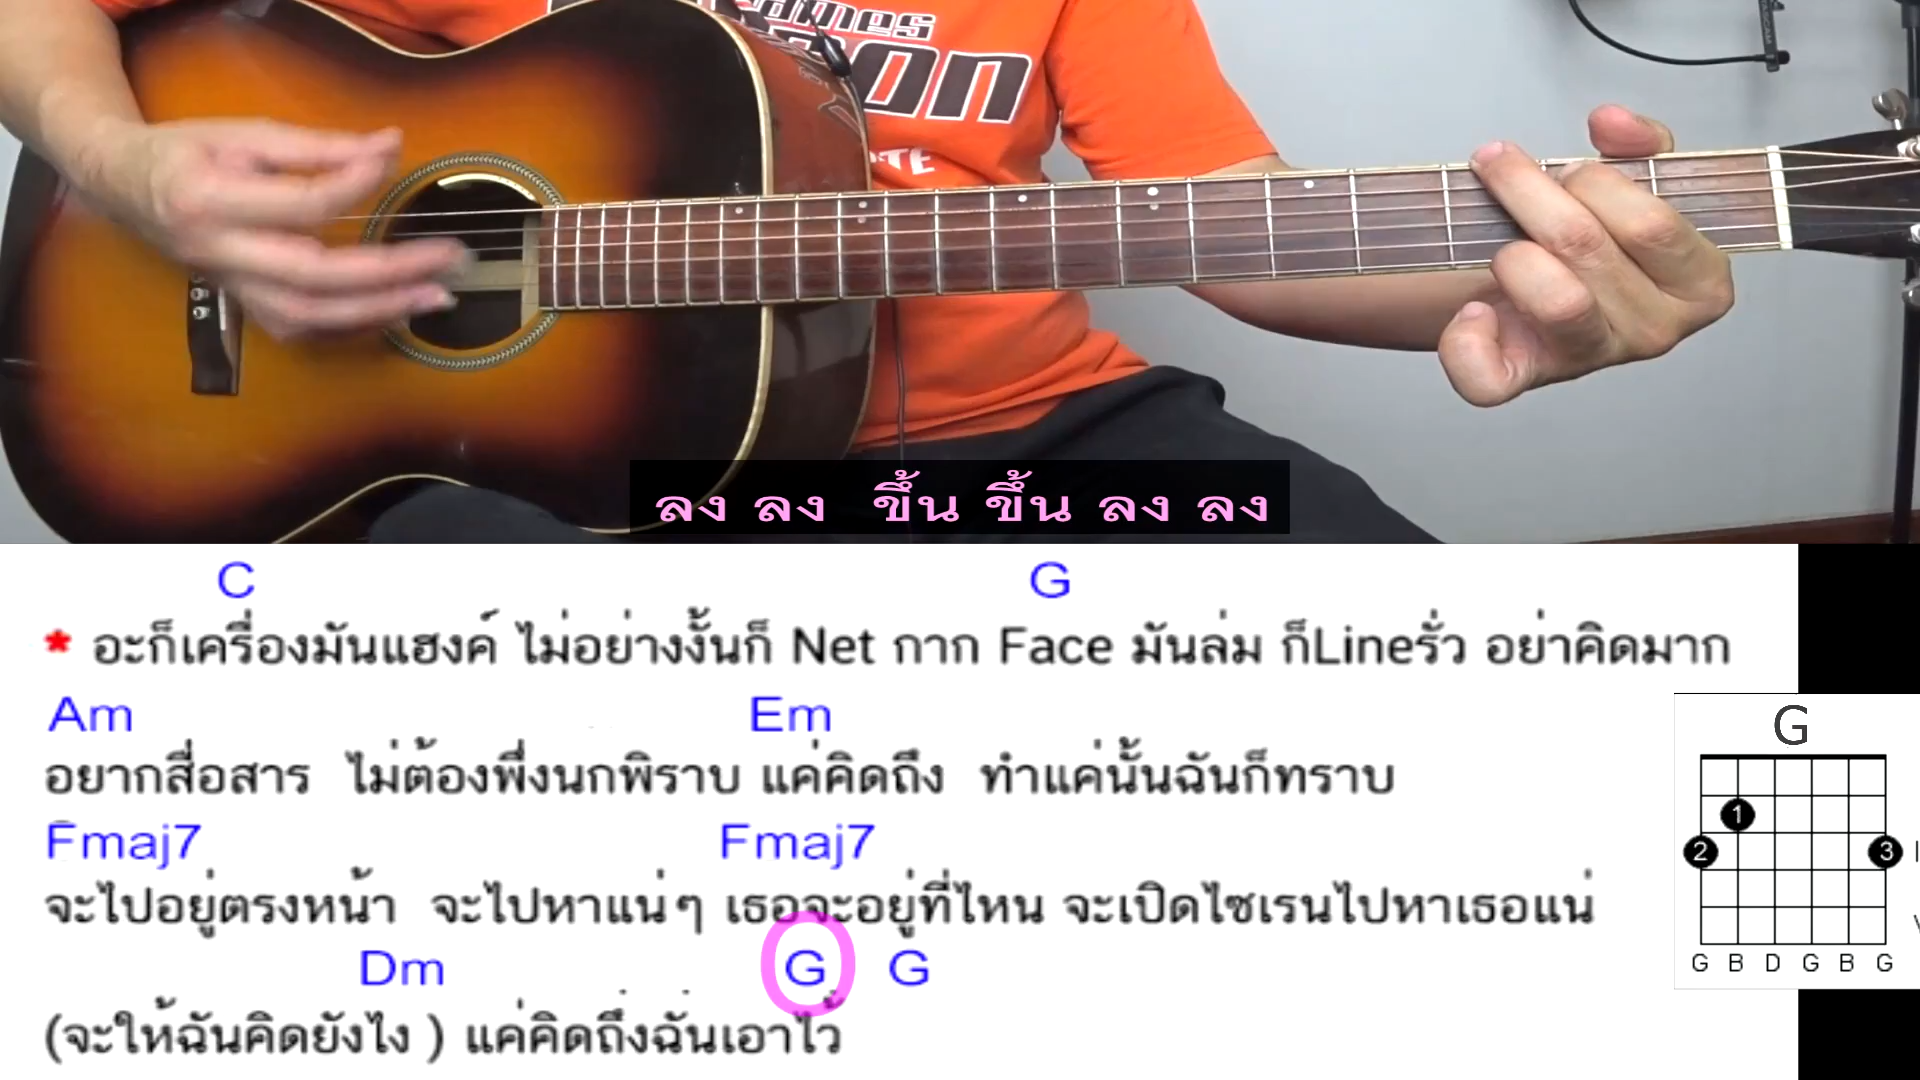 James
ลง ลง ขึ้น ขึ้น ลง ลง
C G
* อะก็เครื่องมันแฮงค์ ไม่อย่างงั้นก็ Net กาก Face มันล่ม ก็Lineรั่ว อย่าคิดมาก
Am Em
อยากสื่อสาร ไม่ต้องพึ่งนกพิราบ แค่คิดถึง ทำแค่นั้นฉันก็ทราบ
Fmaj7 Fmaj7
จะไปอยู่ตรงหน้า จะไปหาแน่ๆ เธอจะอยู่ที่ไหน จะเปิดไซเรนไปหาเธอแน่
Dm G G
(จะให้ฉันคิดยังไง ) แค่คิดถึงฉันเอาไว้
G
1
2 3
G B D G B G